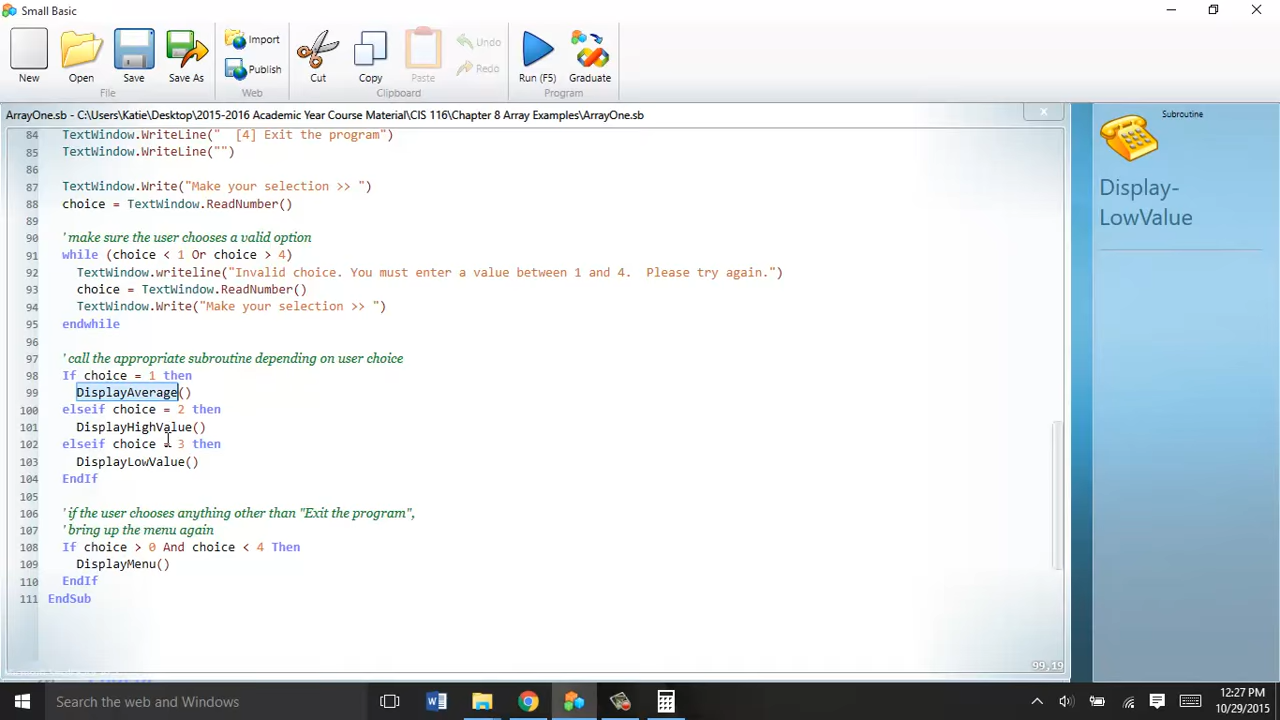 Small Basic
New
Open
Save
Save As
Import
Publish
Cut
Copy
Paste
Undo
Redo
Run (F5)
Graduate
File
Web
Clipboard
Program
ArrayOne.sb - C:\Users\Katie\Desktop\2015-2016 Academic Year Course Material\CIS 116\Chapter 8 Array Examples\ArrayOne.sb
x
84 TextWindow.WriteLine("  [4] Exit the program")
85 TextWindow.WriteLine("")
86
87 TextWindow.Write("Make your selection >> ")
88 choice = TextWindow.ReadNumber()
89
90 ' make sure the user chooses a valid option
91 while (choice < 1 Or choice > 4)
92 TextWindow.writeline("Invalid choice. You must enter a value between 1 and 4.  Please try again.")
93 choice = TextWindow.ReadNumber()
94 TextWindow.Write("Make your selection >> ")
95 endwhile
96
97 ' call the appropriate subroutine depending on user choice
98 If choice = 1 then
99 DisplayAverage()
100 elseif choice = 2 then
101 DisplayHighValue()
102 elseif choice = 3 then
103 DisplayLowValue()
104 EndIf
105
106 ' if the user chooses anything other than "Exit the program",
107 ' bring up the menu again
108 If choice > 0 And choice < 4 Then
109 DisplayMenu()
110 EndIf
111 EndSub
99,19
Subroutine
Display-
LowValue
Search the web and Windows
12:27 PM
10/29/2015